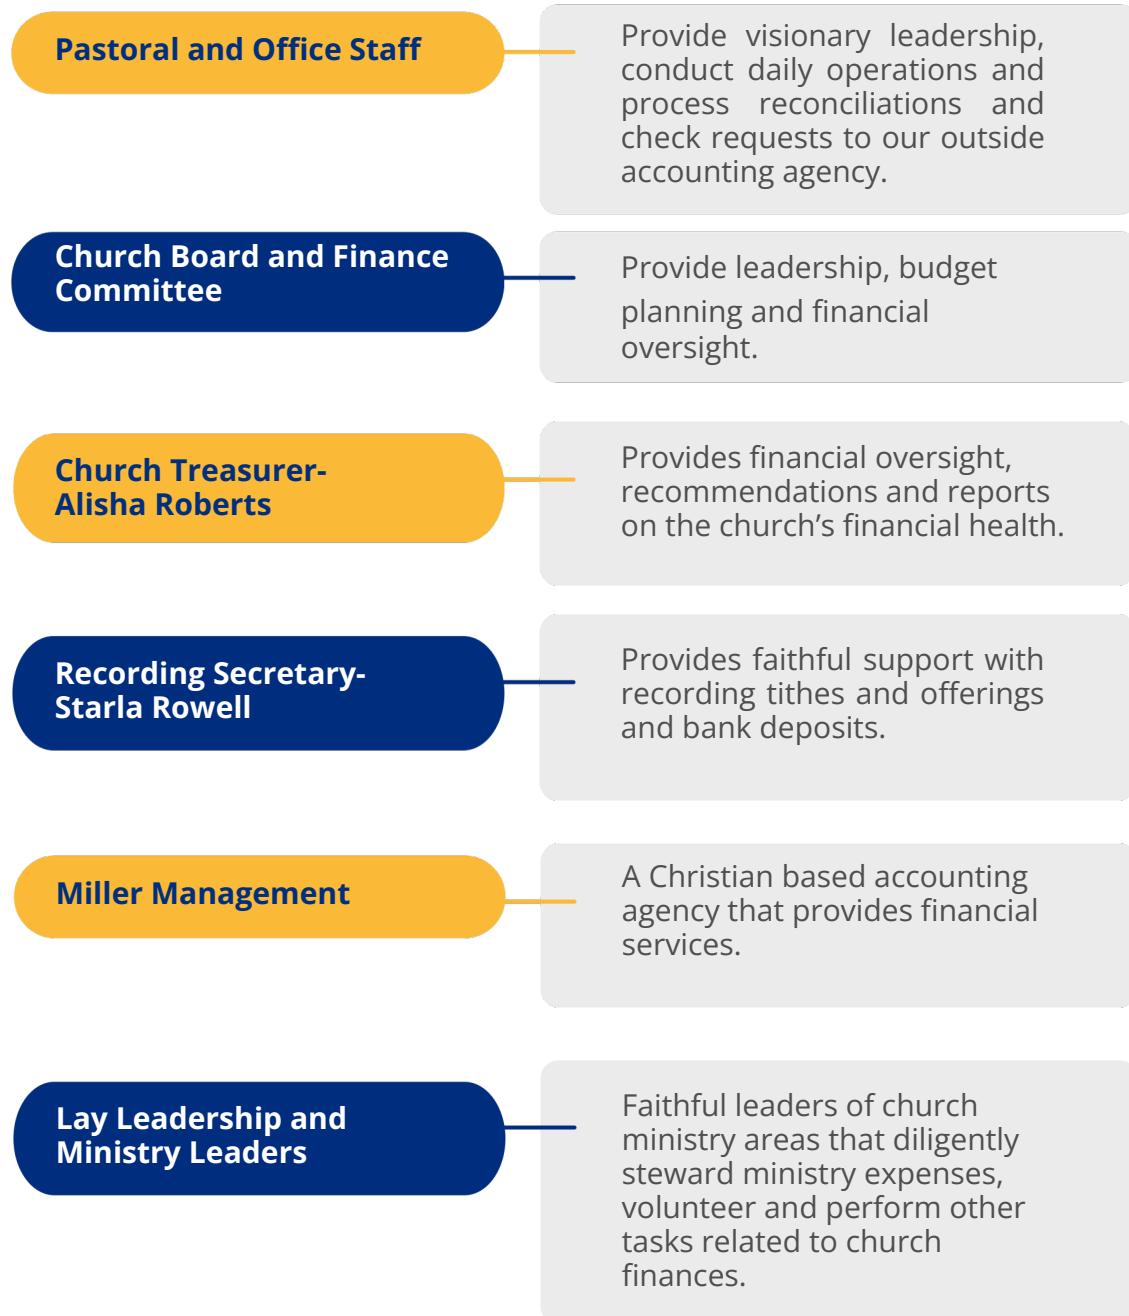 Pastoral and Office Staff
Provide visionary leadership,
conduct daily operations and
process reconciliations and
check requests to our outside
accounting agency.
Church Board and Finance
Committee
Provide leadership, budget
planning and financial
oversight.
Church Treasurer-
Alisha Roberts
Provides financial oversight,
recommendations and reports
on the church’s financial health.
Recording Secretary-
Starla Rowell
Provides faithful support with
recording tithes and offerings
and bank deposits.
Miller Management
A Christian based accounting
agency that provides financial
services.
Lay Leadership and
Ministry Leaders
Faithful leaders of church
ministry areas that diligently
steward ministry expenses,
volunteer and perform other
tasks related to church
finances.